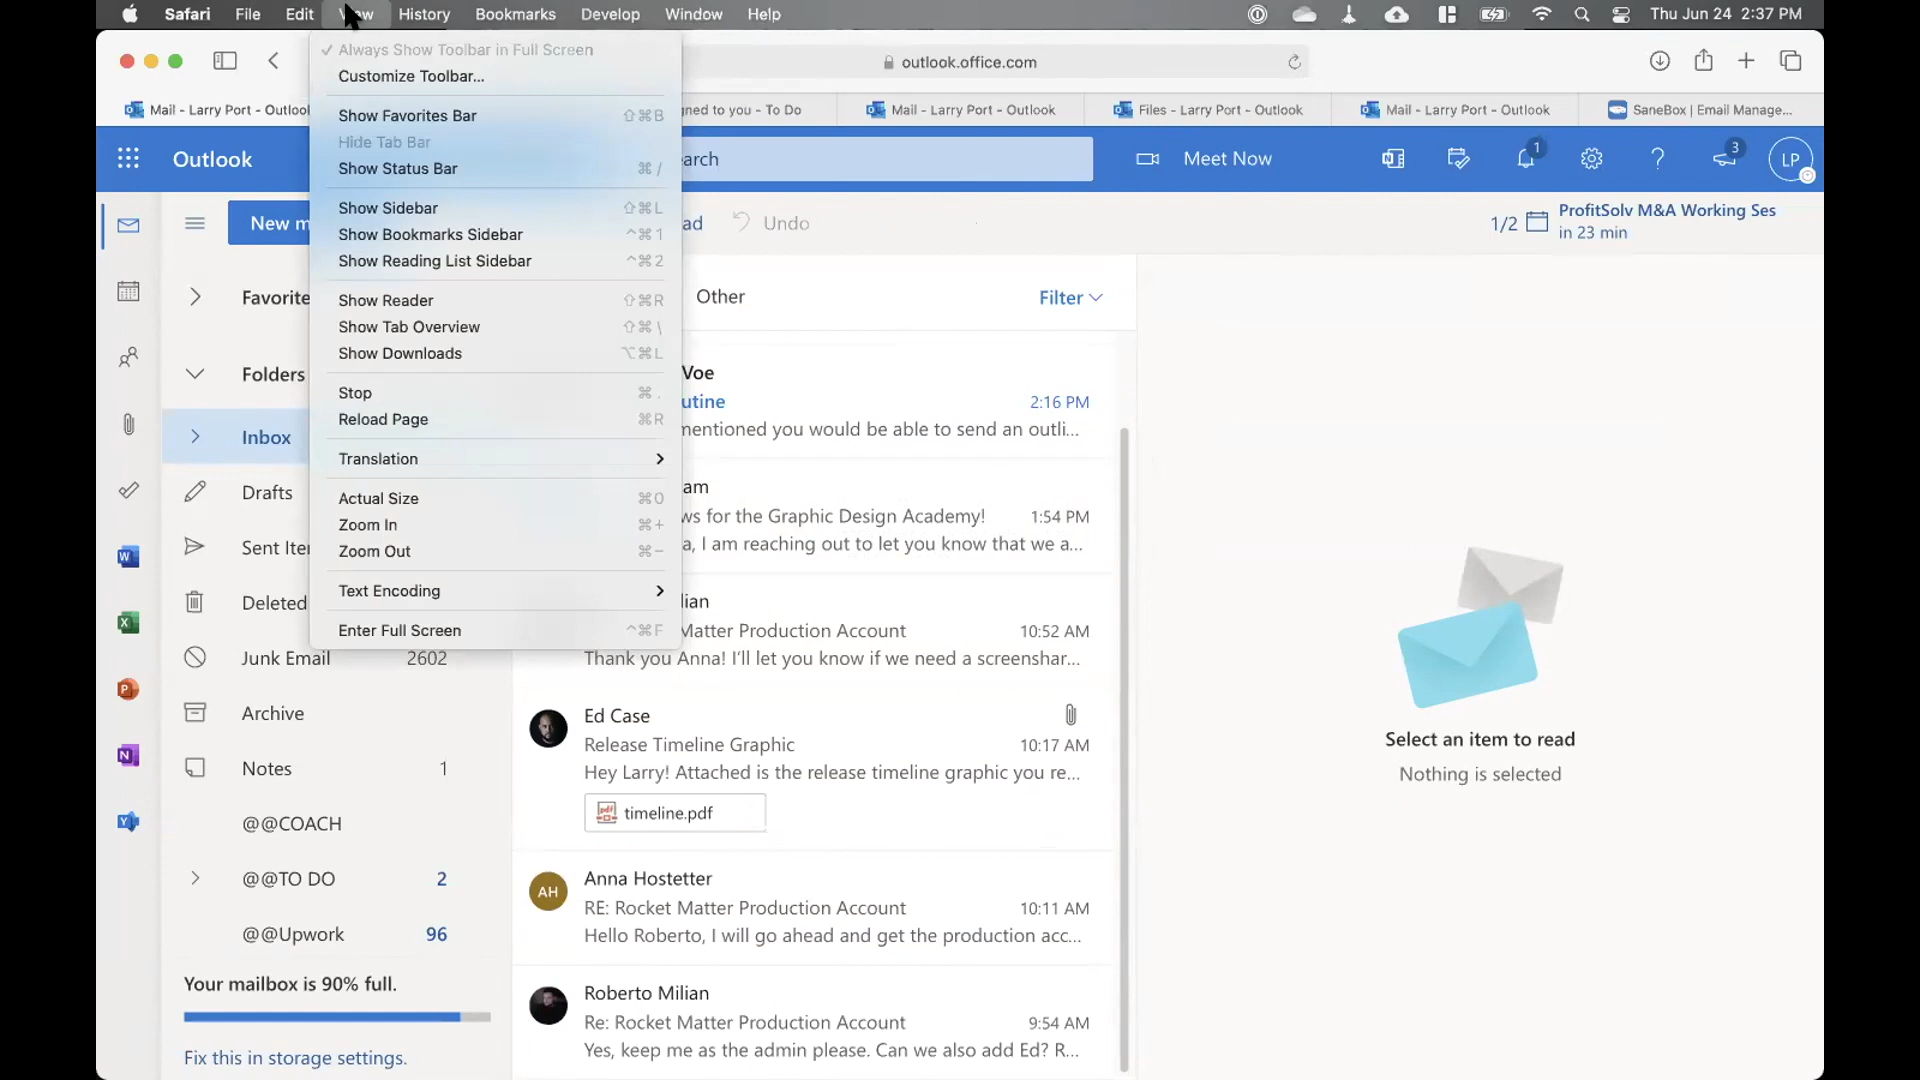 Safari File Edit View History Bookmarks Develop Window Help Thu Jun 24 2:37 PM
✓ Always Show Toolbar in Full Screen
Customize Toolbar...
Show Favorites Bar ⇧⌘B
Hide Tab Bar
Show Status Bar ⌘/
Show Sidebar ⇧⌘L
Show Bookmarks Sidebar ^⌘1
Show Reading List Sidebar ^⌘2
Show Reader ⇧⌘R
Show Tab Overview ⇧⌘\
Show Downloads ⌥⌘L
Stop ⌘.
Reload Page ⌘R
Translation
Actual Size ⌘0
Zoom In ⌘+
Zoom Out ⌘−
Text Encoding
Enter Full Screen ^⌘F
outlook.office.com
Mail - Larry Port - Outlook
gned to you - To Do
Mail - Larry Port - Outlook
Files - Larry Port - Outlook
Mail - Larry Port - Outlook
SaneBox | Email Manage...
Outlook
earch
Meet Now
1
3
LP
New m
ad
Undo
1/2
ProfitSolv M&A Working Ses
in 23 min
Favorite
Folders
Inbox
Drafts
Sent Iter
Deleted
Junk Email 2602
Archive
Notes 1
@@COACH
@@TO DO 2
@@Upwork 96
Your mailbox is 90% full.
Fix this in storage settings.
Other
Filter
Voe
utine 2:16 PM
mentioned you would be able to send an outli...
am
ws for the Graphic Design Academy! 1:54 PM
a, I am reaching out to let you know that we a...
lian
Matter Production Account 10:52 AM
Thank you Anna! I'll let you know if we need a screenshar...
Ed Case
Release Timeline Graphic 10:17 AM
Hey Larry! Attached is the release timeline graphic you re...
timeline.pdf
AH
Anna Hostetter
RE: Rocket Matter Production Account 10:11 AM
Hello Roberto, I will go ahead and get the production acc...
Roberto Milian
Re: Rocket Matter Production Account 9:54 AM
Yes, keep me as the admin please. Can we also add Ed? R...
Select an item to read
Nothing is selected